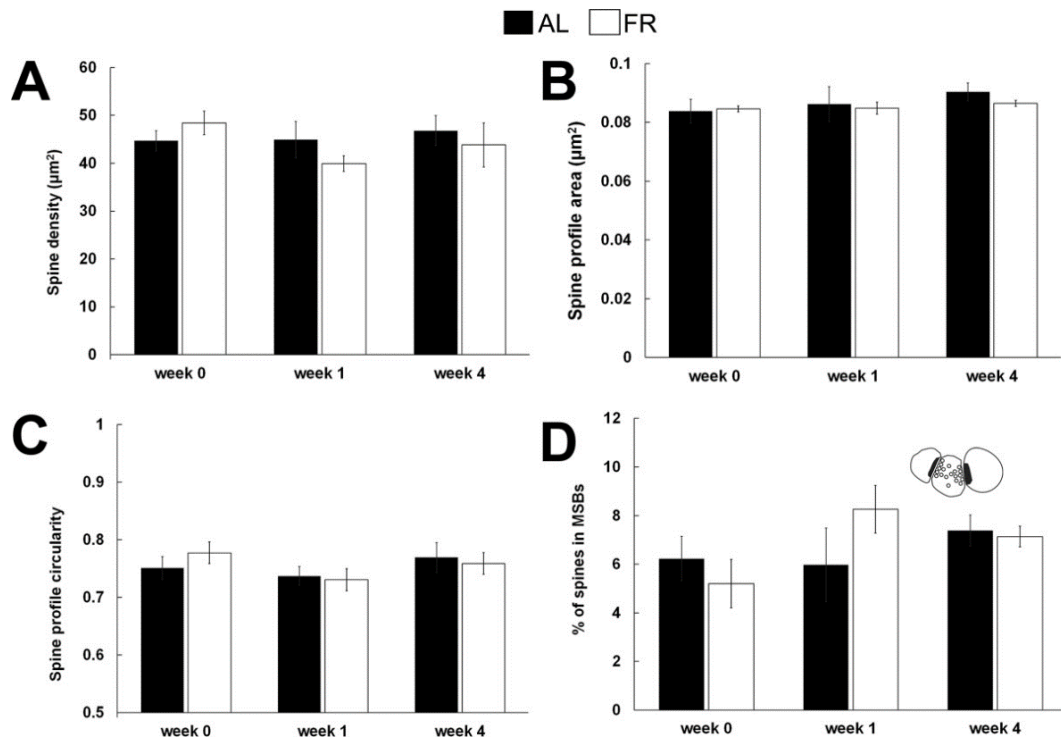 AL FR
A
Spine density (µm²)
60
50
40
30
20
10
0
week 0 week 1 week 4
B
Spine profile area (µm²)
0.1
0.08
0.06
0.04
0.02
0
week 0 week 1 week 4
C
Spine profile circularity
1
0.9
0.8
0.7
0.6
0.5
week 0 week 1 week 4
D
% of spines in MSBs
12
10
8
6
4
2
0
week 0 week 1 week 4